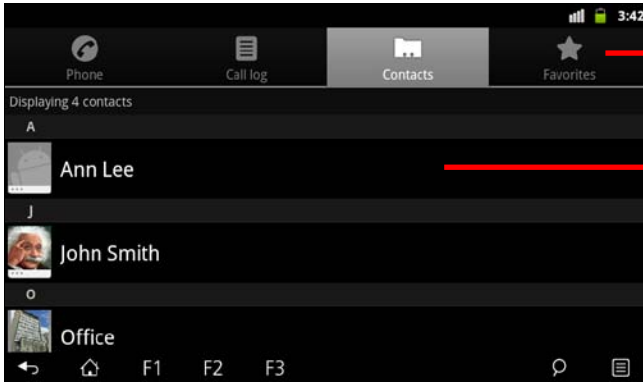 3:42
Phone Call log Contacts Favorites
Displaying 4 contacts
A
Ann Lee
J
John Smith
O
Office
F1 F2 F3